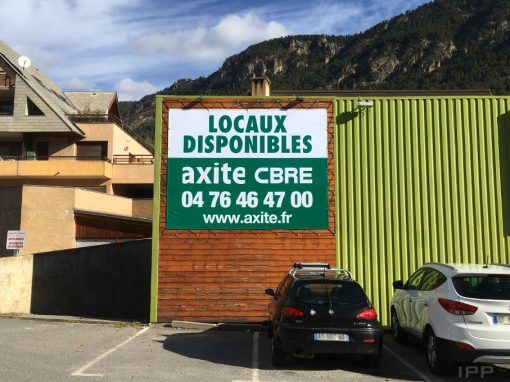 LOCAUX
DISPONIBLES
axite CBRE
04 76 46 47 00
www.axite.fr
IPP